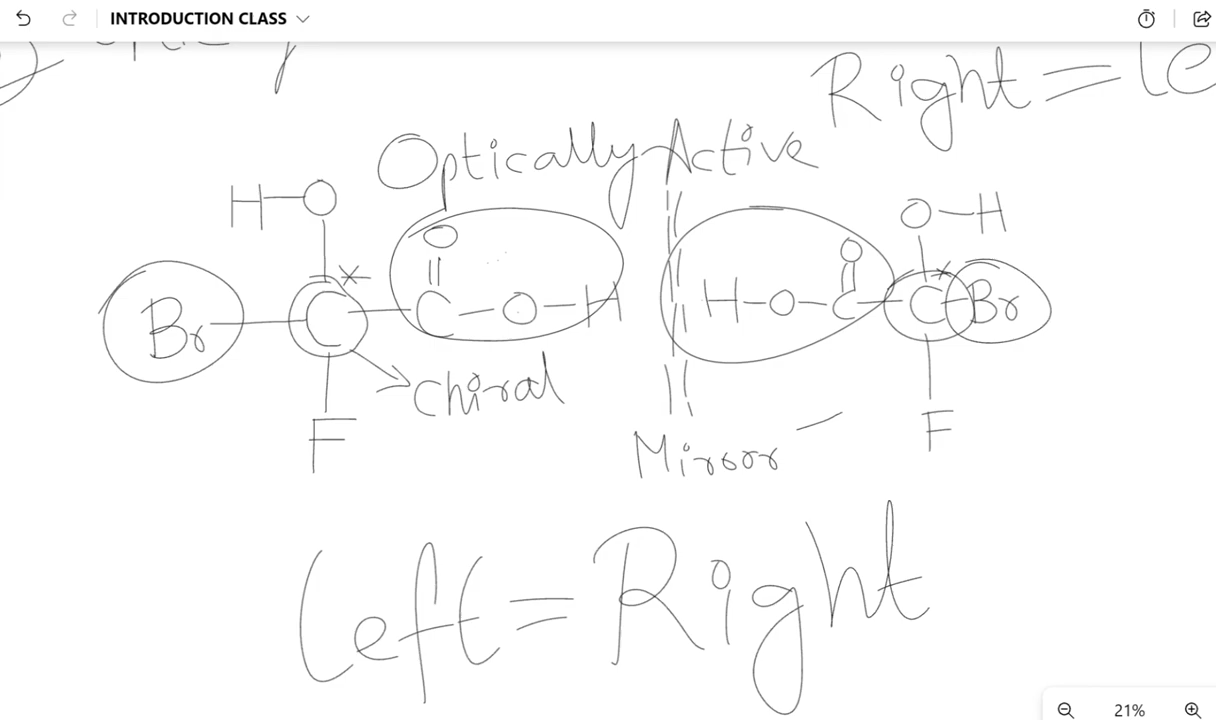 INTRODUCTION CLASS
Right = le
Optically Active
H-O O O-H
O
Br C* C-O-H H-O-C C* Br
chiral
F F
Mirror
left = Right
21%